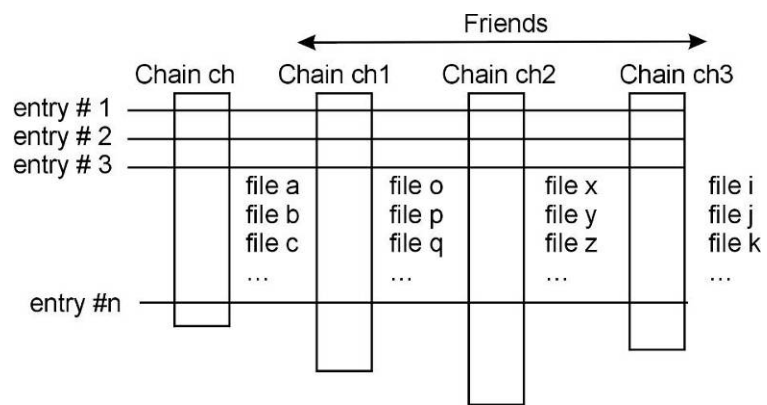 Friends
Chain ch Chain ch1 Chain ch2 Chain ch3
entry # 1
entry # 2
entry # 3
file a file o file x file i
file b file p file y file j
file c file q file z file k
... ... ... ...
entry #n